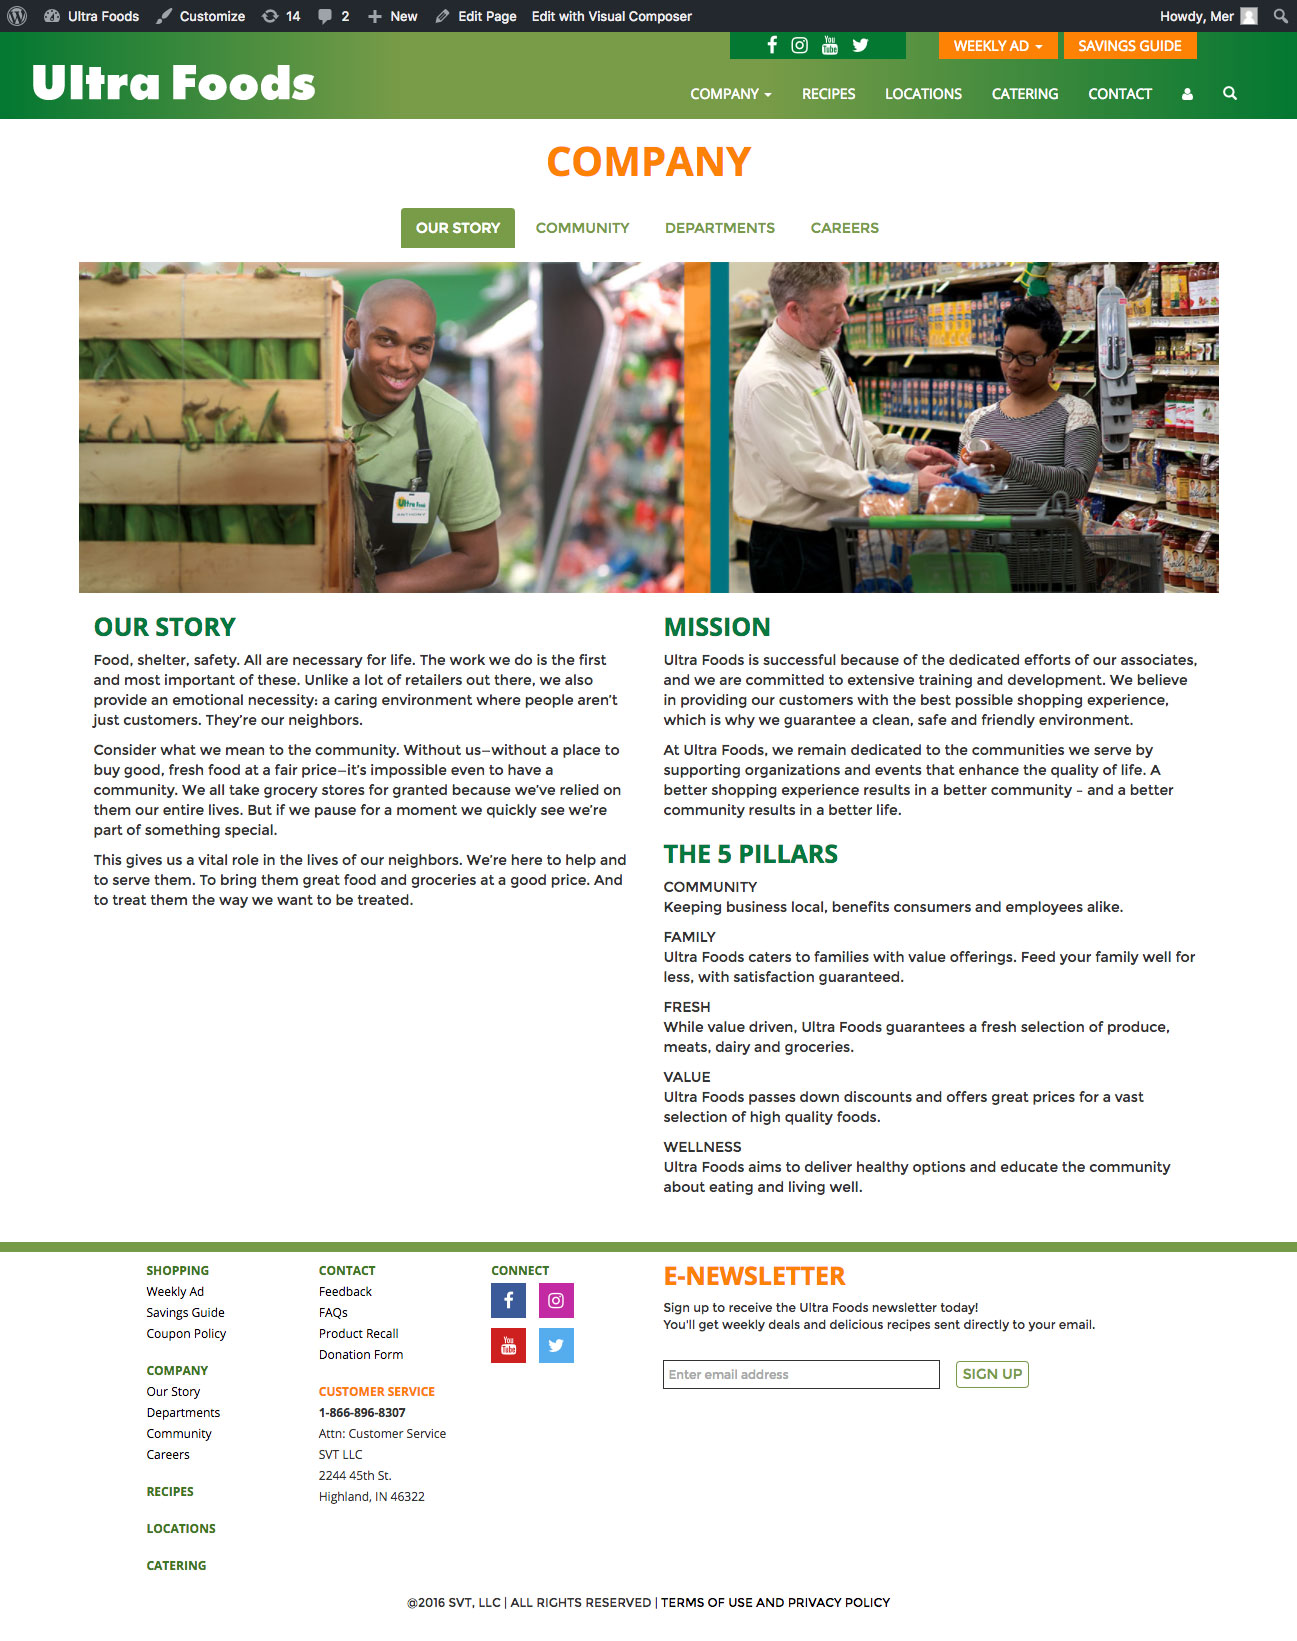 Ultra Foods Customize 14 2 New Edit Page Edit with Visual Composer Howdy, Mer
WEEKLY AD SAVINGS GUIDE
Ultra Foods
COMPANY RECIPES LOCATIONS CATERING CONTACT
COMPANY
OUR STORY COMMUNITY DEPARTMENTS CAREERS
Ultra Foods
ANTHONY
OUR STORY
Food, shelter, safety. All are necessary for life. The work we do is the first
and most important of these. Unlike a lot of retailers out there, we also
provide an emotional necessity: a caring environment where people aren’t
just customers. They’re our neighbors.
Consider what we mean to the community. Without us—without a place to
buy good, fresh food at a fair price—it’s impossible even to have a
community. We all take grocery stores for granted because we’ve relied on
them our entire lives. But if we pause for a moment we quickly see we’re
part of something special.
This gives us a vital role in the lives of our neighbors. We’re here to help and
to serve them. To bring them great food and groceries at a good price. And
to treat them the way we want to be treated.
MISSION
Ultra Foods is successful because of the dedicated efforts of our associates,
and we are committed to extensive training and development. We believe
in providing our customers with the best possible shopping experience,
which is why we guarantee a clean, safe and friendly environment.
At Ultra Foods, we remain dedicated to the communities we serve by
supporting organizations and events that enhance the quality of life. A
better shopping experience results in a better community – and a better
community results in a better life.
THE 5 PILLARS
COMMUNITY
Keeping business local, benefits consumers and employees alike.
FAMILY
Ultra Foods caters to families with value offerings. Feed your family well for
less, with satisfaction guaranteed.
FRESH
While value driven, Ultra Foods guarantees a fresh selection of produce,
meats, dairy and groceries.
VALUE
Ultra Foods passes down discounts and offers great prices for a vast
selection of high quality foods.
WELLNESS
Ultra Foods aims to deliver healthy options and educate the community
about eating and living well.
SHOPPING
Weekly Ad
Savings Guide
Coupon Policy
COMPANY
Our Story
Departments
Community
Careers
RECIPES
LOCATIONS
CATERING
CONTACT
Feedback
FAQs
Product Recall
Donation Form
CUSTOMER SERVICE
1-866-896-8307
Attn: Customer Service
SVT LLC
2244 45th St.
Highland, IN 46322
CONNECT
You
Tube
E-NEWSLETTER
Sign up to receive the Ultra Foods newsletter today!
You'll get weekly deals and delicious recipes sent directly to your email.
Enter email address SIGN UP
@2016 SVT, LLC | ALL RIGHTS RESERVED | TERMS OF USE AND PRIVACY POLICY